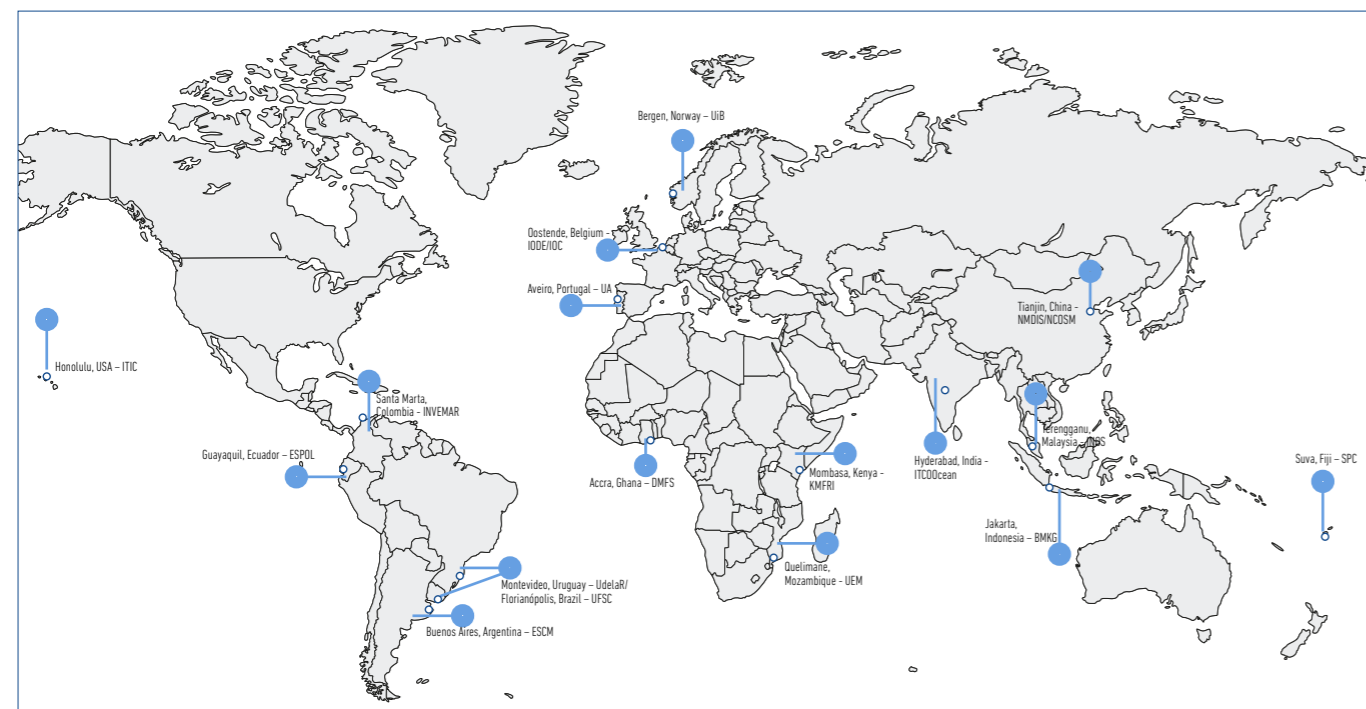 Bergen, Norway – UiB
Oostende, Belgium -
IODE/IOC
Aveiro, Portugal – UA
Tianjin, China -
NMDIS/NCOSM
Honolulu, USA – ITIC
Santa Marta,
Colombia - INVEMAR
Guayaquil, Ecuador – ESPOL
Accra, Ghana – DMFS
Mombasa, Kenya -
KMFRI
Hyderabad, India -
ITCOOcean
Terengganu,
Malaysia –
Suva, Fiji – SPC
Jakarta,
Indonesia – BMKG
Quelimane,
Mozambique - UEM
Montevideo, Uruguay – UdelaR/
Florianópolis, Brazil – UFSC
Buenos Aires, Argentina – ESCM